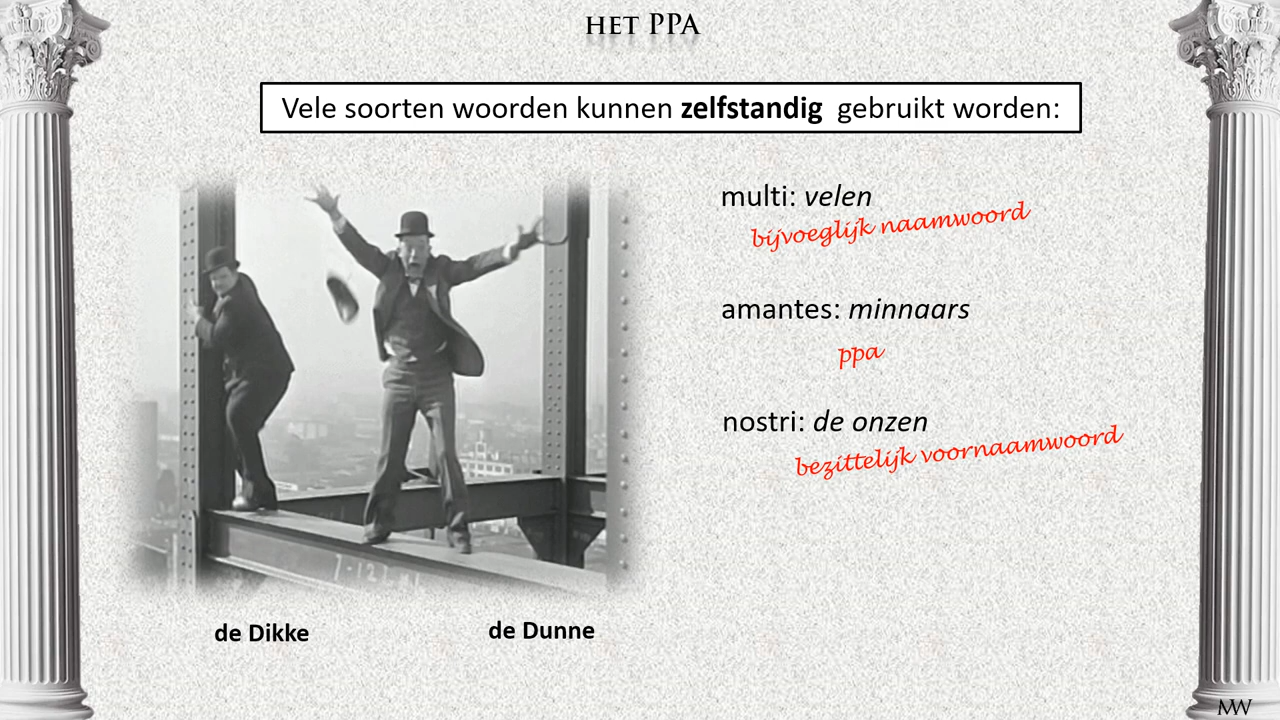 HET PPA
Vele soorten woorden kunnen zelfstandig gebruikt worden:
multi: velen
bijvoeglijk naamwoord
amantes: minnaars
ppa
nostri: de onzen
bezittelijk voornaamwoord
de Dikke
de Dunne
MW